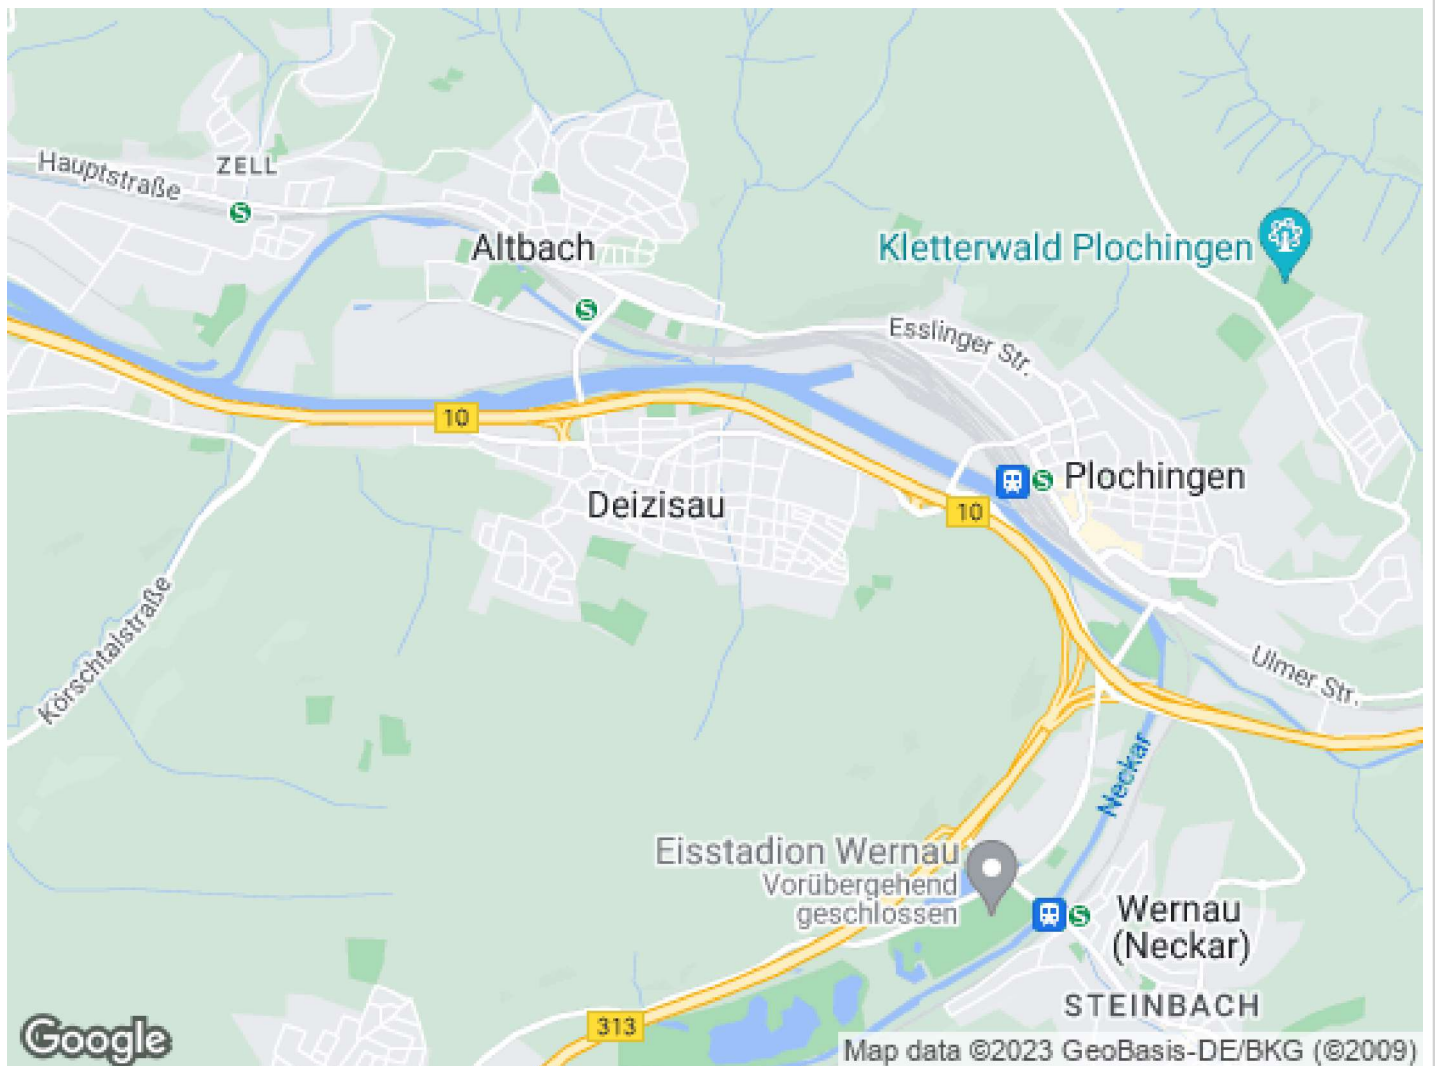 Hauptstraße
ZELL
S
Altbach
Kletterwald Plochingen
S
Esslinger Str.
10
Deizisau
S
Plochingen
10
Körschtalstraße
Ulmer Str.
Neckar
Eisstadion Wernau
Vorübergehend
geschlossen
S
Wernau
(Neckar)
STEINBACH
313
Google
Map data ©2023 GeoBasis-DE/BKG (©2009)